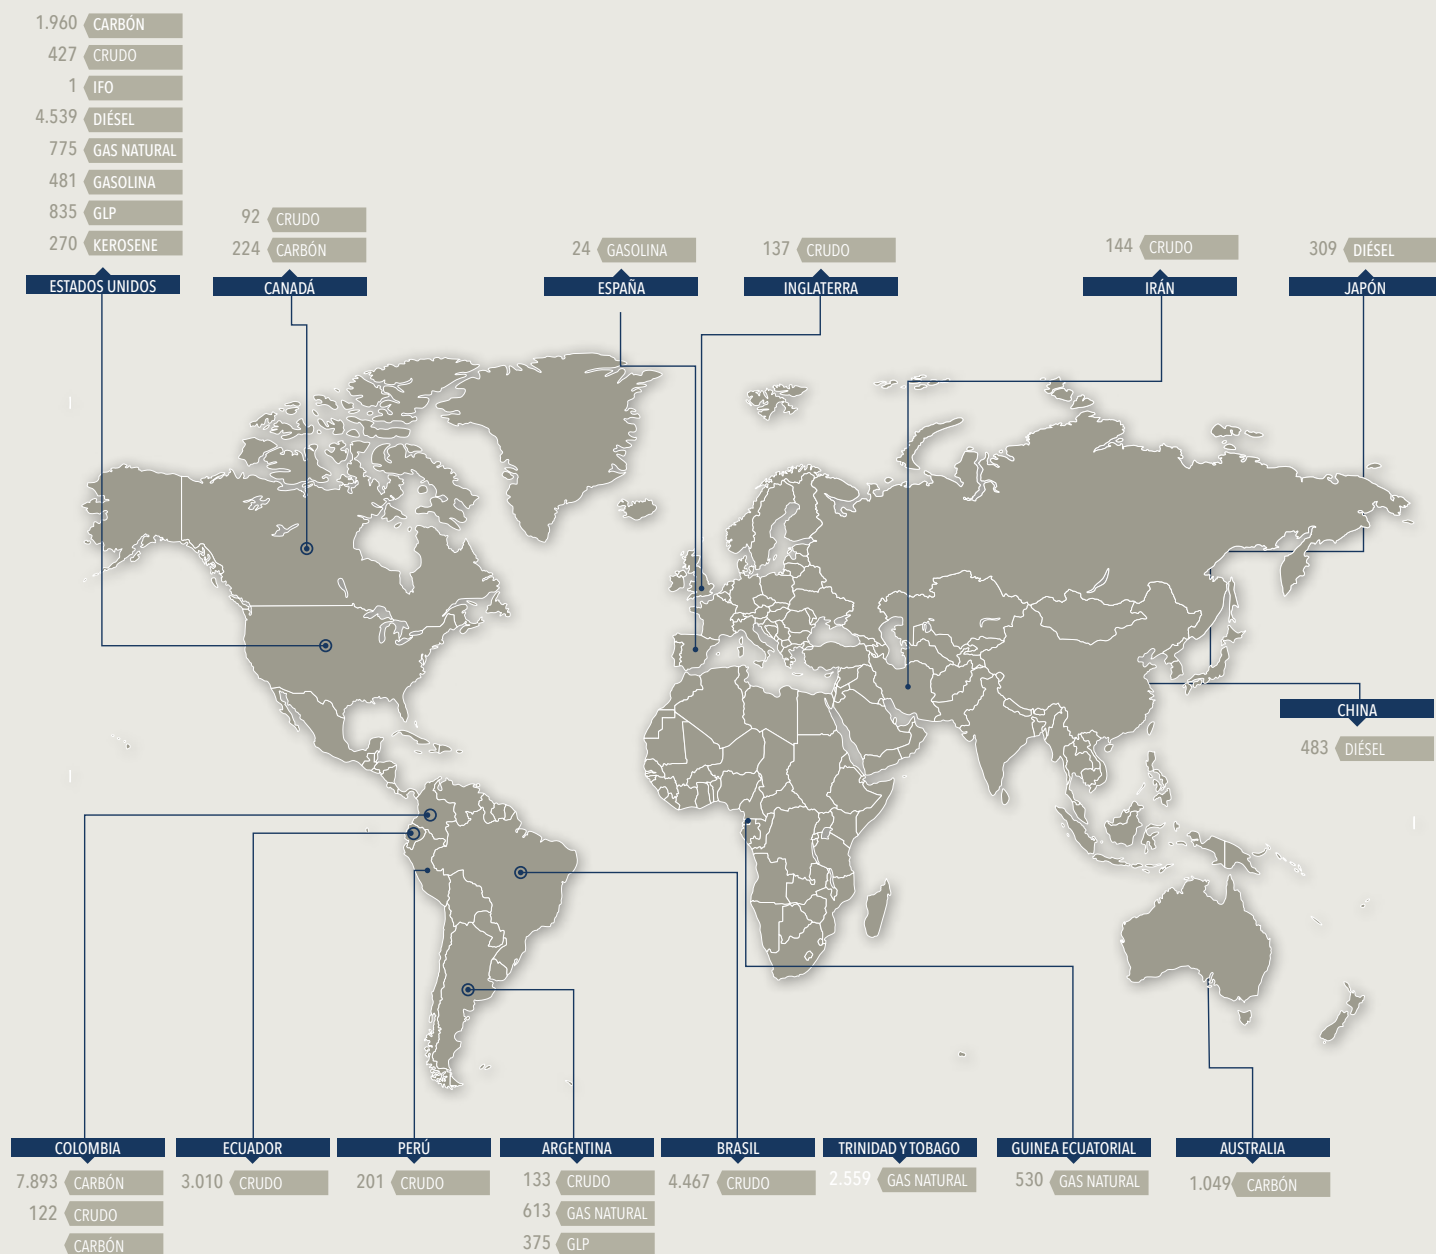 1.960 CARBÓN
427 CRUDO
1 IFO
4.539 DIÉSEL
775 GAS NATURAL
481 GASOLINA
835 GLP
270 KEROSENE
ESTADOS UNIDOS
92 CRUDO
224 CARBÓN
CANADÁ
24 GASOLINA
ESPAÑA
137 CRUDO
INGLATERRA
144 CRUDO
IRÁN
309 DIÉSEL
JAPÓN
CHINA
483 DIÉSEL
COLOMBIA
7.893 CARBÓN
122 CRUDO
CARBÓN
ECUADOR
3.010 CRUDO
PERÚ
201 CRUDO
ARGENTINA
133 CRUDO
613 GAS NATURAL
375 GLP
BRASIL
4.467 CRUDO
TRINIDAD Y TOBAGO
2.559 GAS NATURAL
GUINEA ECUATORIAL
530 GAS NATURAL
AUSTRALIA
1.049 CARBÓN